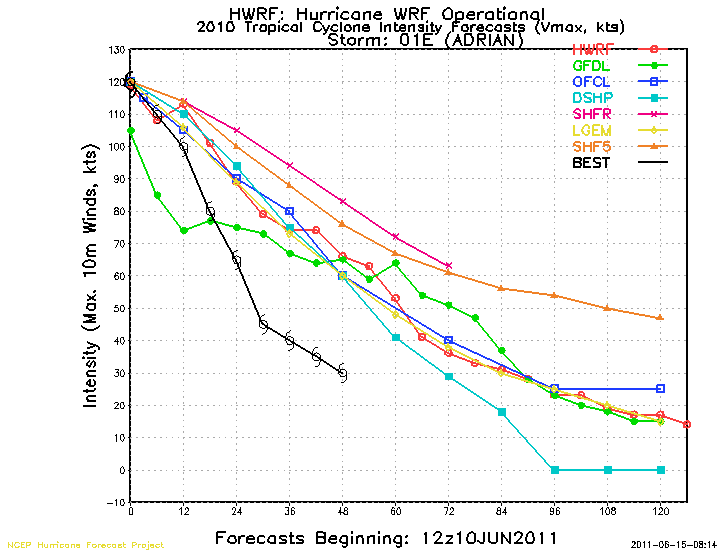 HWRF: Hurricane WRF Operational
2010 Tropical Cyclone Intensity Forecasts (Vmax, kts)
Storm: 01E (ADRIAN)
HWRF
GFDL
OFCL
DSHP
SHFR
LGEM
SHF5
BEST
Intensity (Max. 10m Winds, kts)
130
120
110
100
90
80
70
60
50
40
30
20
10
0
-10
0 12 24 36 48 60 72 84 96 108 120
Forecasts Beginning: 12z10JUN2011
NCEP Hurricane Forecast Project
2011-06-15-08:14